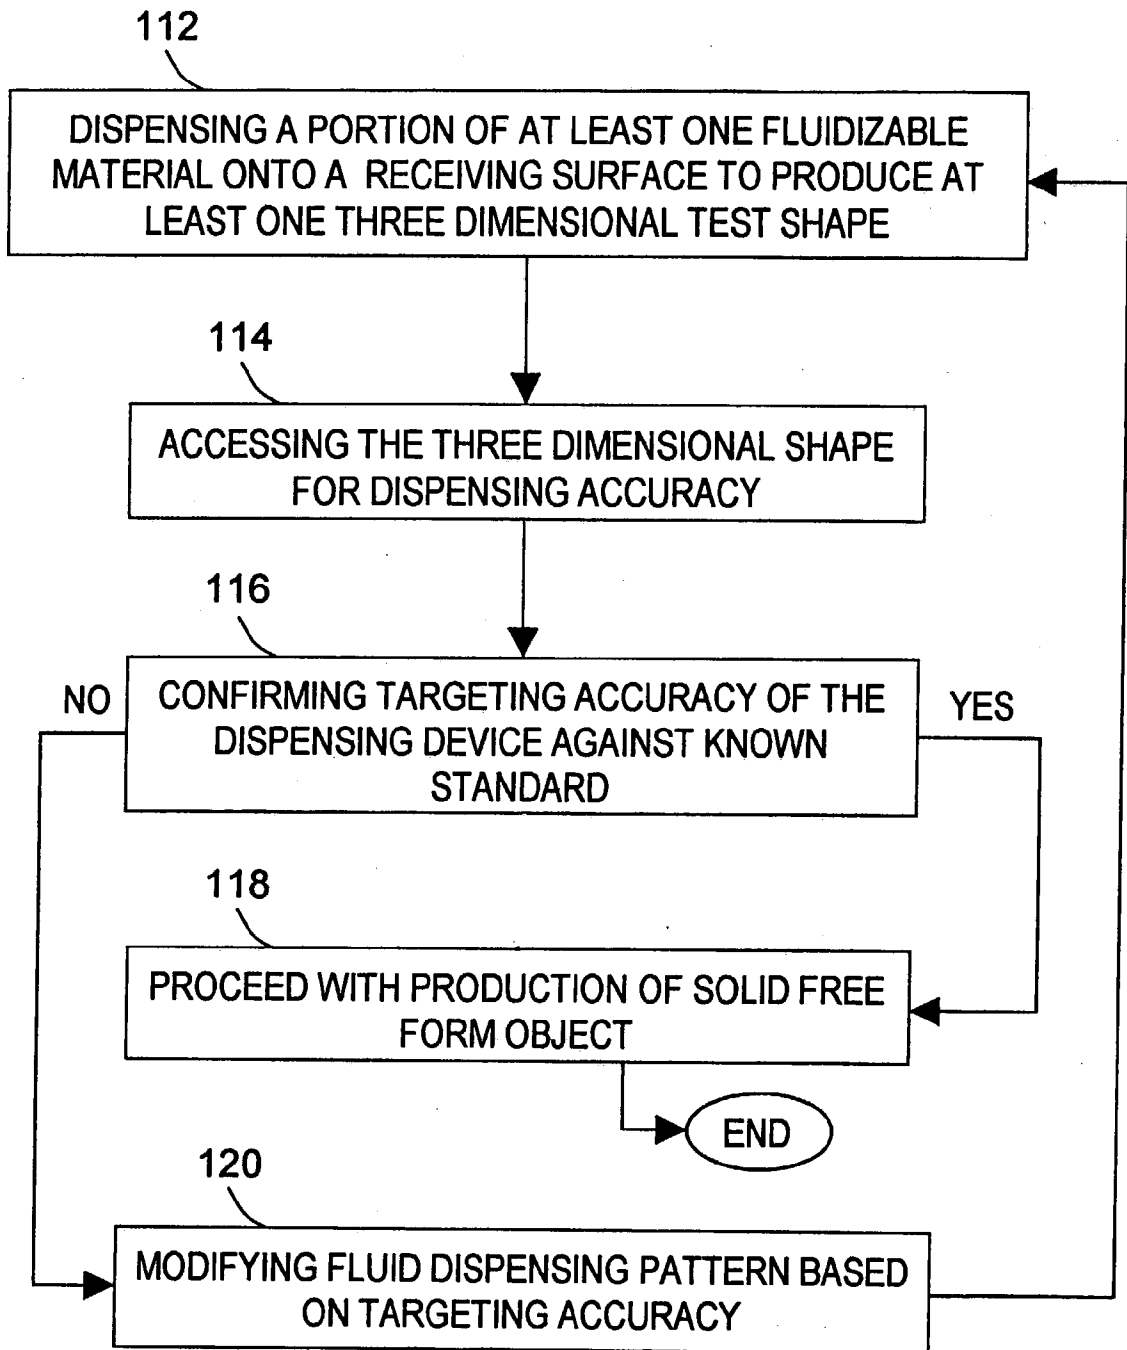 112
DISPENSING A PORTION OF AT LEAST ONE FLUIDIZABLE
MATERIAL ONTO A RECEIVING SURFACE TO PRODUCE AT
LEAST ONE THREE DIMENSIONAL TEST SHAPE
114
ACCESSING THE THREE DIMENSIONAL SHAPE
FOR DISPENSING ACCURACY
116
NO
CONFIRMING TARGETING ACCURACY OF THE
DISPENSING DEVICE AGAINST KNOWN
STANDARD
YES
118
PROCEED WITH PRODUCTION OF SOLID FREE
FORM OBJECT
END
120
MODIFYING FLUID DISPENSING PATTERN BASED
ON TARGETING ACCURACY